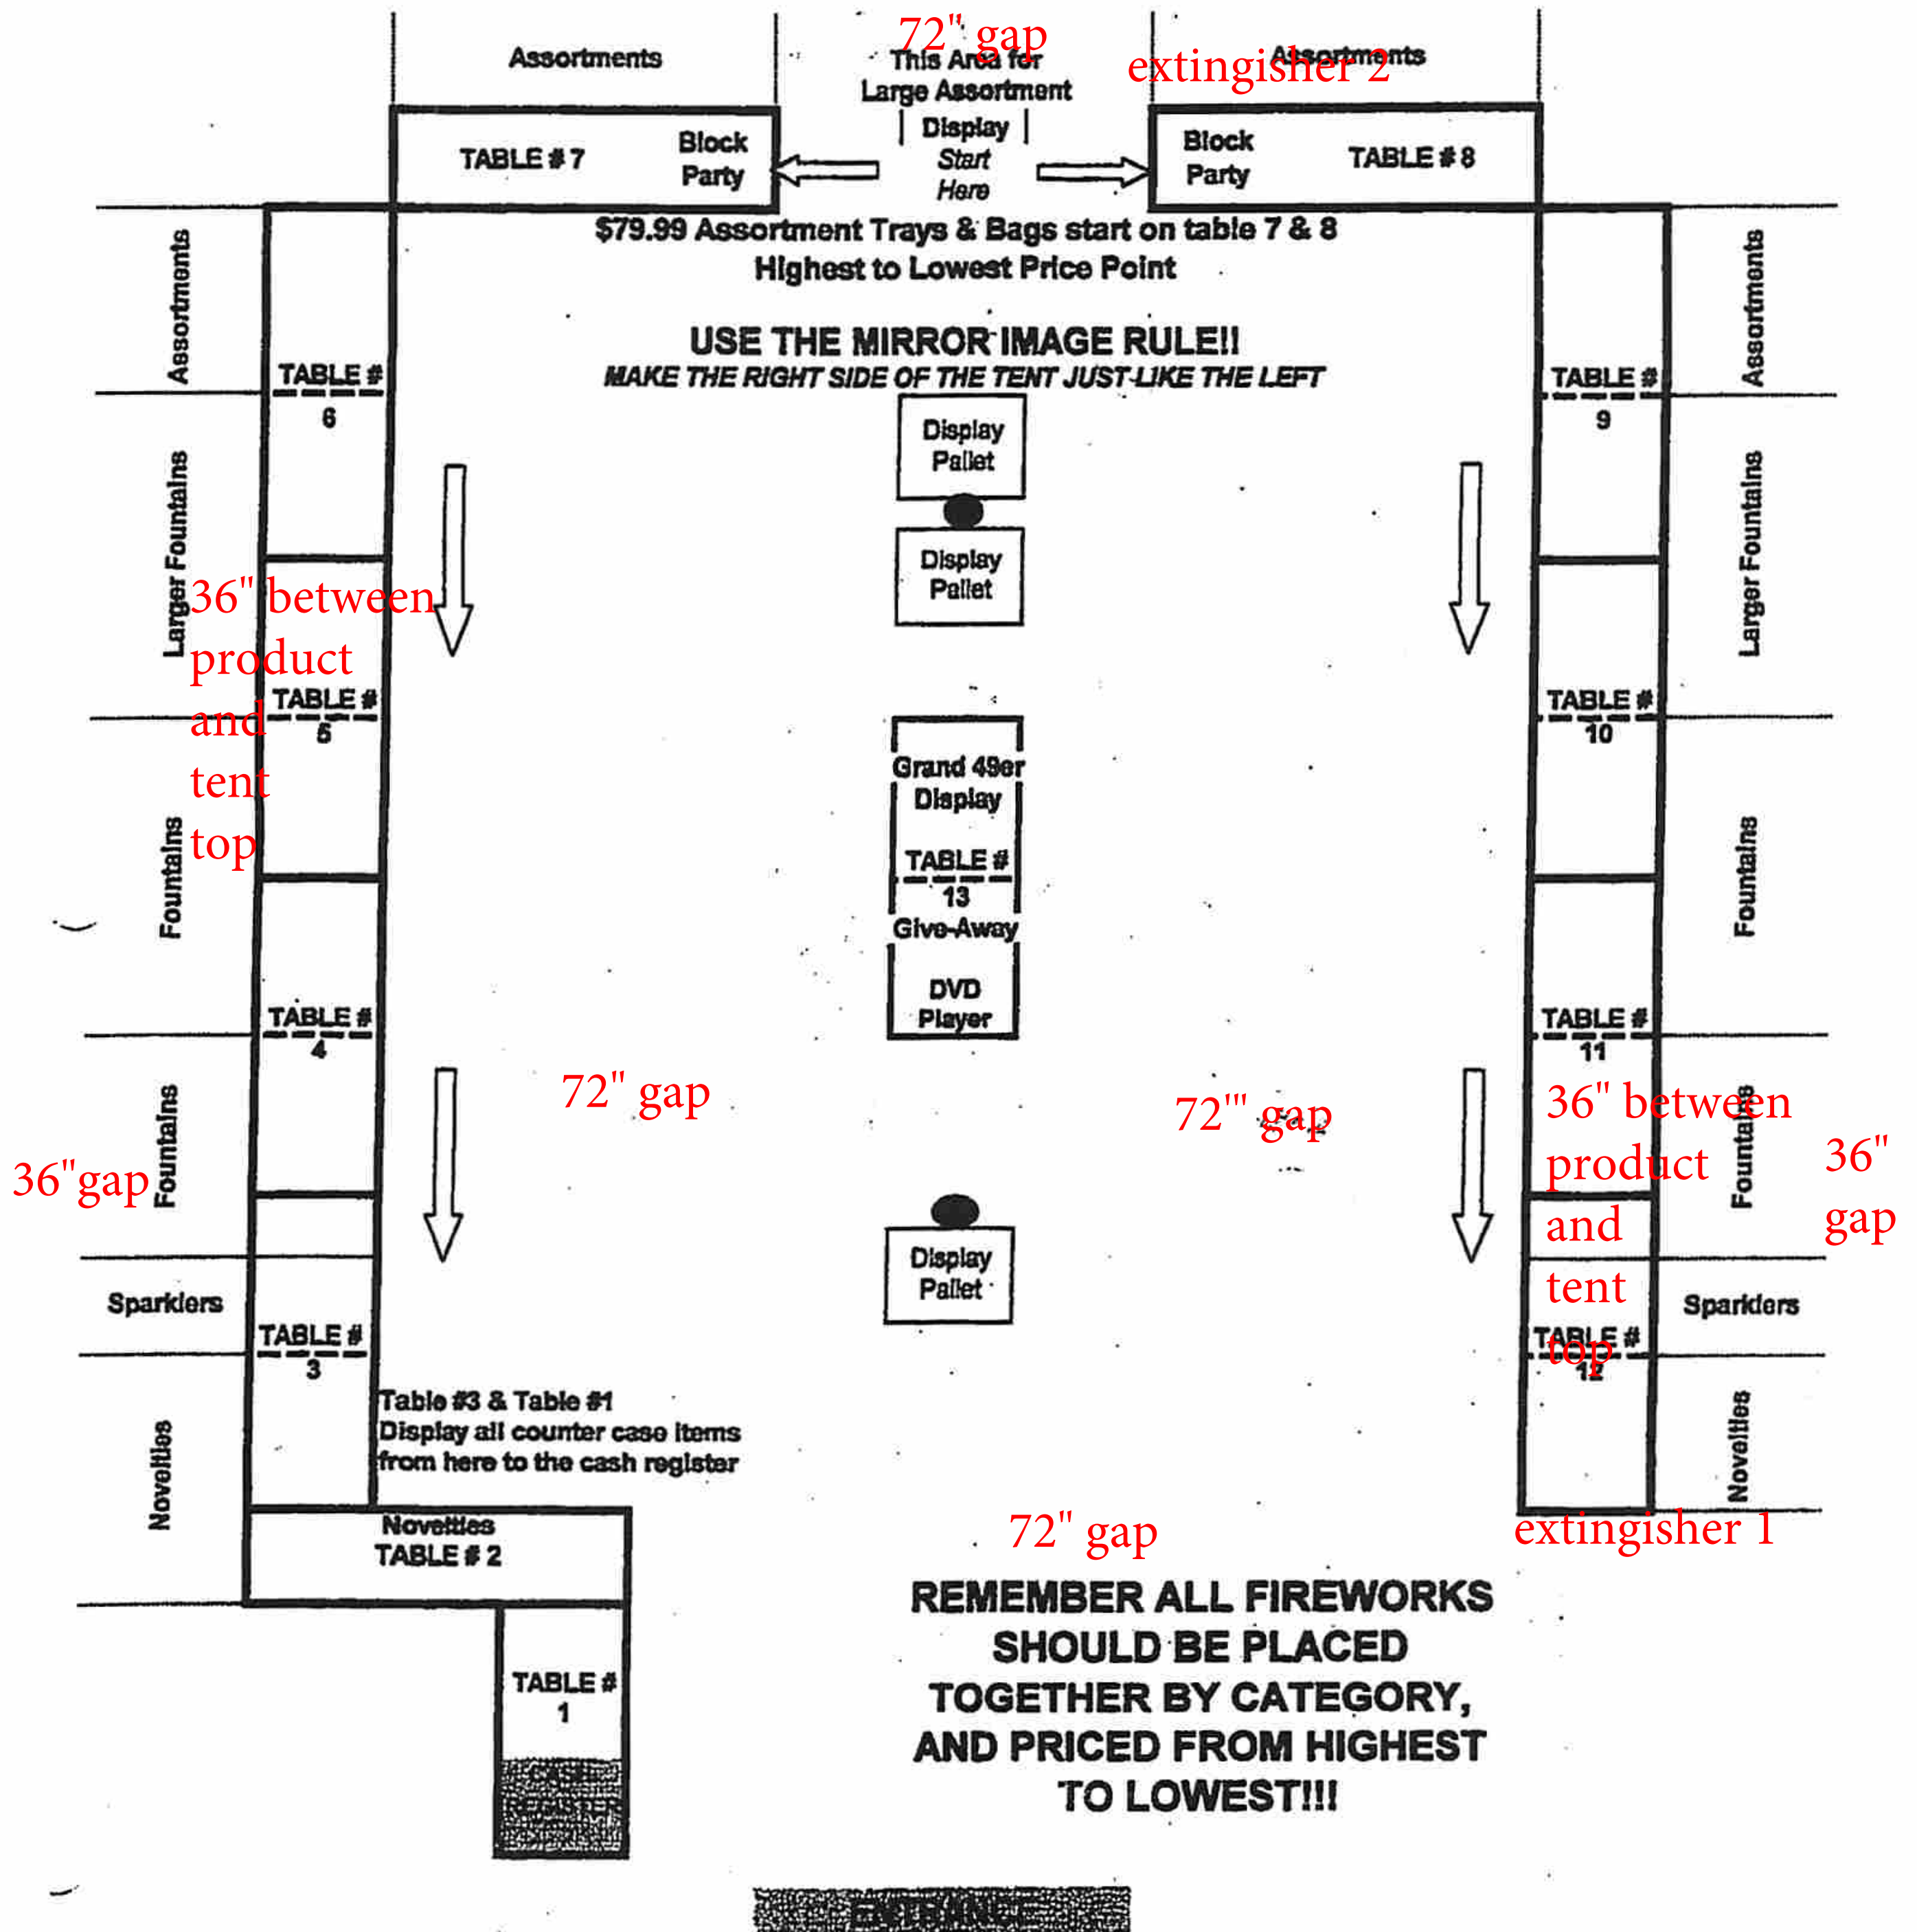 72" gap
Assortments
This Area for
extingisher 2
Assortments
Large Assortment
Display
TABLE # 7
Block
Party
Start
Here
Block
Party
TABLE # 8
$79.99 Assortment Trays & Bags start on table 7 & 8
Highest to Lowest Price Point
USE THE MIRROR IMAGE RULE!!
MAKE THE RIGHT SIDE OF THE TENT JUST LIKE THE LEFT
Assortments
TABLE #
6
Display
Pallet
TABLE #
9
Assortments
Larger Fountains
Display
Pallet
Larger Fountains
36" between
product
and
tent
top
TABLE #
5
TABLE #
10
Grand 49er
Display
TABLE #
13
Give-Away
DVD
Player
Fountains
Fountains
TABLE #
4
TABLE #
11
72" gap
72'" gap
36" between
product
and
tent
top
36"gap
Fountains
Fountains
36"
gap
Display
Pallet
Sparklers
Sparklers
TABLE #
3
TABLE #
12
Table #3 & Table #1
Display all counter case items
from here to the cash register
Novelties
Novelties
Novelties
TABLE # 2
72" gap
extingisher 1
REMEMBER ALL FIREWORKS
SHOULD BE PLACED
TOGETHER BY CATEGORY,
AND PRICED FROM HIGHEST
TO LOWEST!!!
TABLE #
1
CASH
REGISTER
ENTRANCE